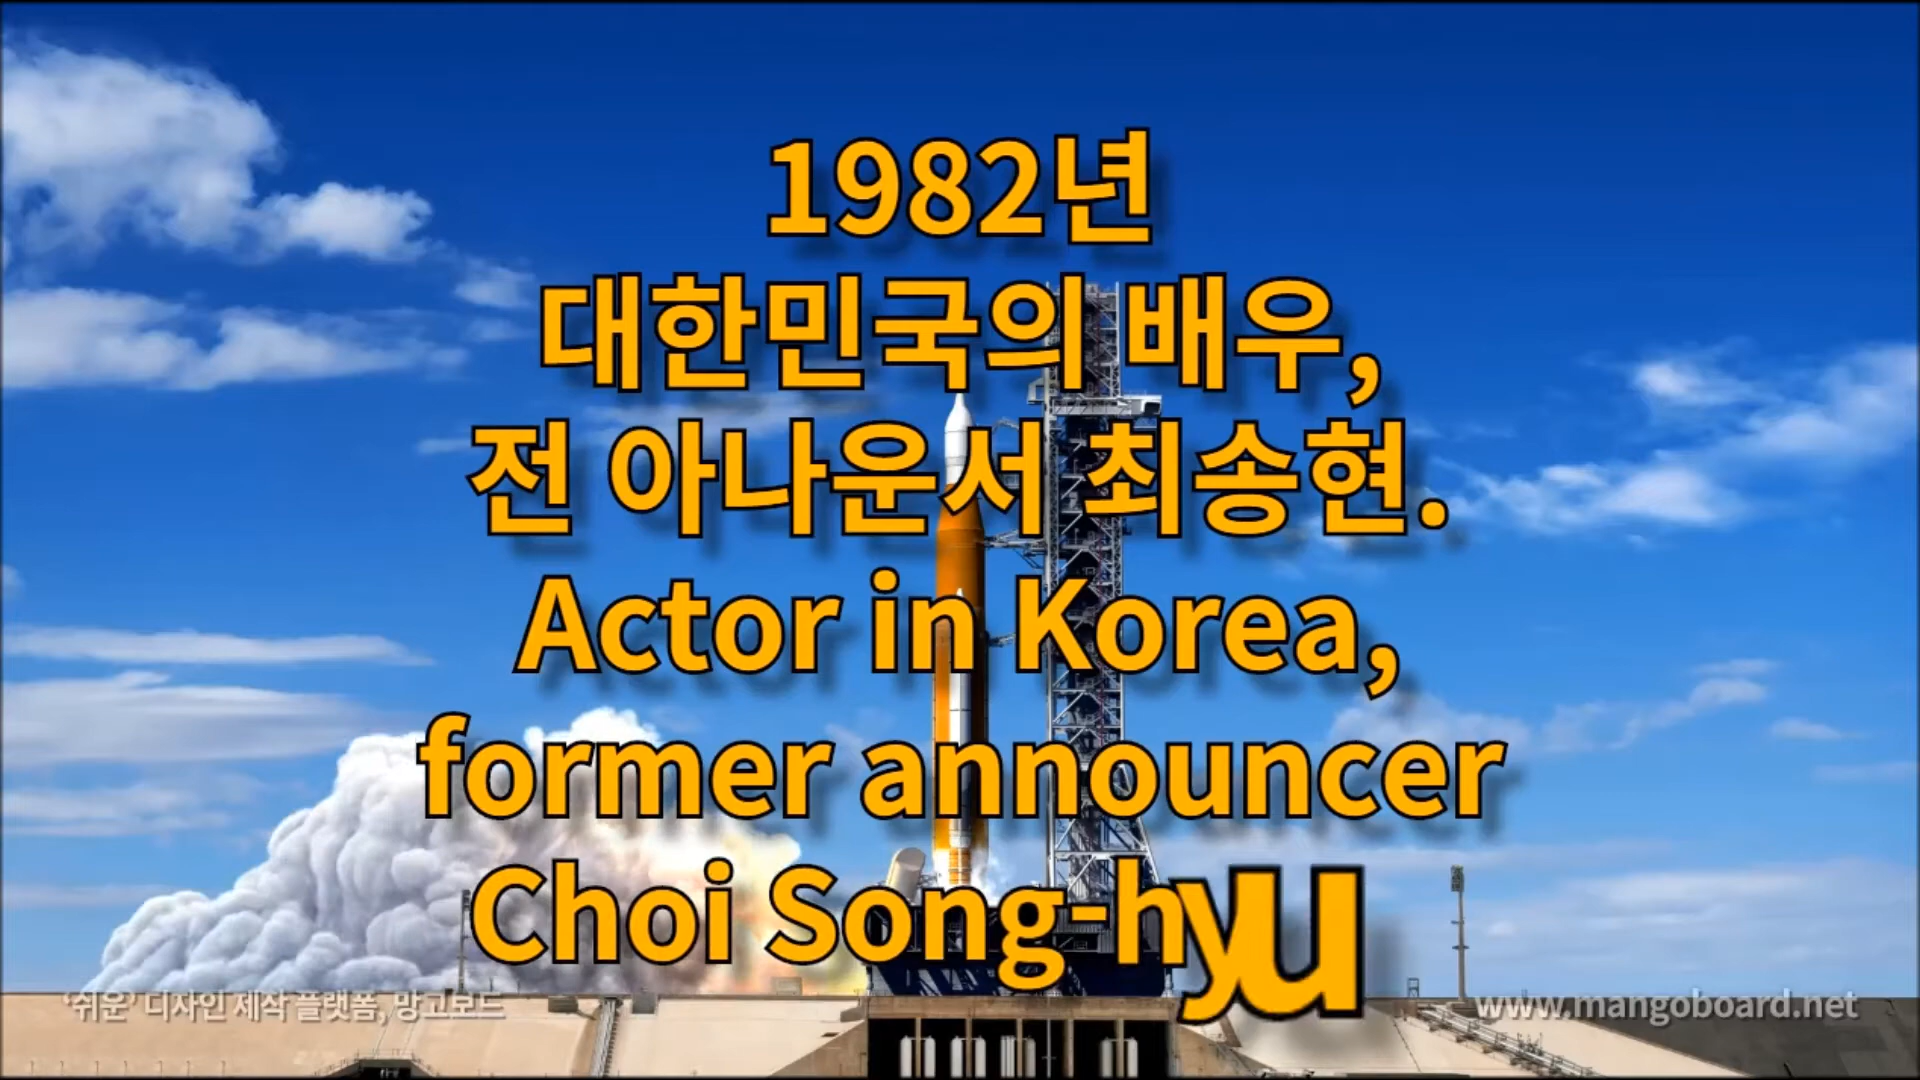 1982년
대한민국의 배우,
전 아나운서 최송현.
Actor in Korea,
former announcer
Choi Song-hyu
‘쉬운’ 디자인 제작 플랫폼, 망고보드
www.mangoboard.net